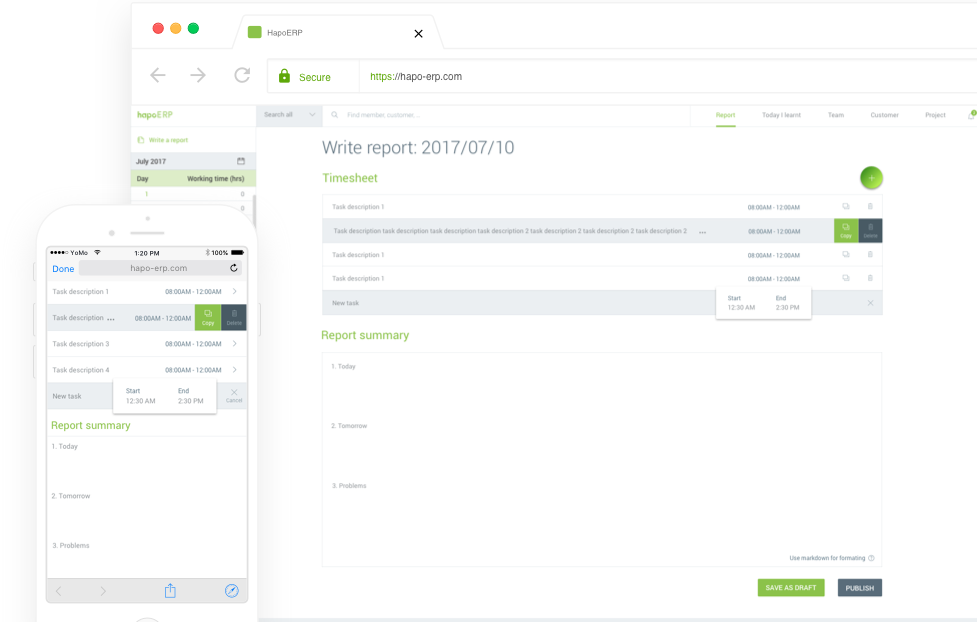 HapoERP
Secure
https://hapo-erp.com
hapoERP
Search all
Find member, customer...
Report
Today I learnt
Team
Customer
Project
Write a report
July 2017
Day Working time (hrs)
1 0
8
Write report: 2017/07/10
Timesheet
+
Task description 1 08:00AM - 12:00AM
Task description task description task description task description 2 task description 2 task description 2 task description 2 ... 08:00AM - 12:00AM Copy Delete
Task description 1 08:00AM - 12:00AM
Task description 1 08:00AM - 12:00AM
New task
Start End
12:30 AM 2:30 PM
Report summary
1. Today
2. Tomorrow
3. Problems
Use markdown for formating
SAVE AS DRAFT
PUBLISH
YoMo 1:20 PM 100%
Done hapo-erp.com
Task description 1 08:00AM - 12:00AM
Task description ... 08:00AM - 12:00AM Copy Delete
Task description 3 08:00AM - 12:00AM
Task description 4 08:00AM - 12:00AM
New task
Start End
12:30 AM 2:30 PM
Cancel
Report summary
1. Today
2. Tomorrow
3. Problems